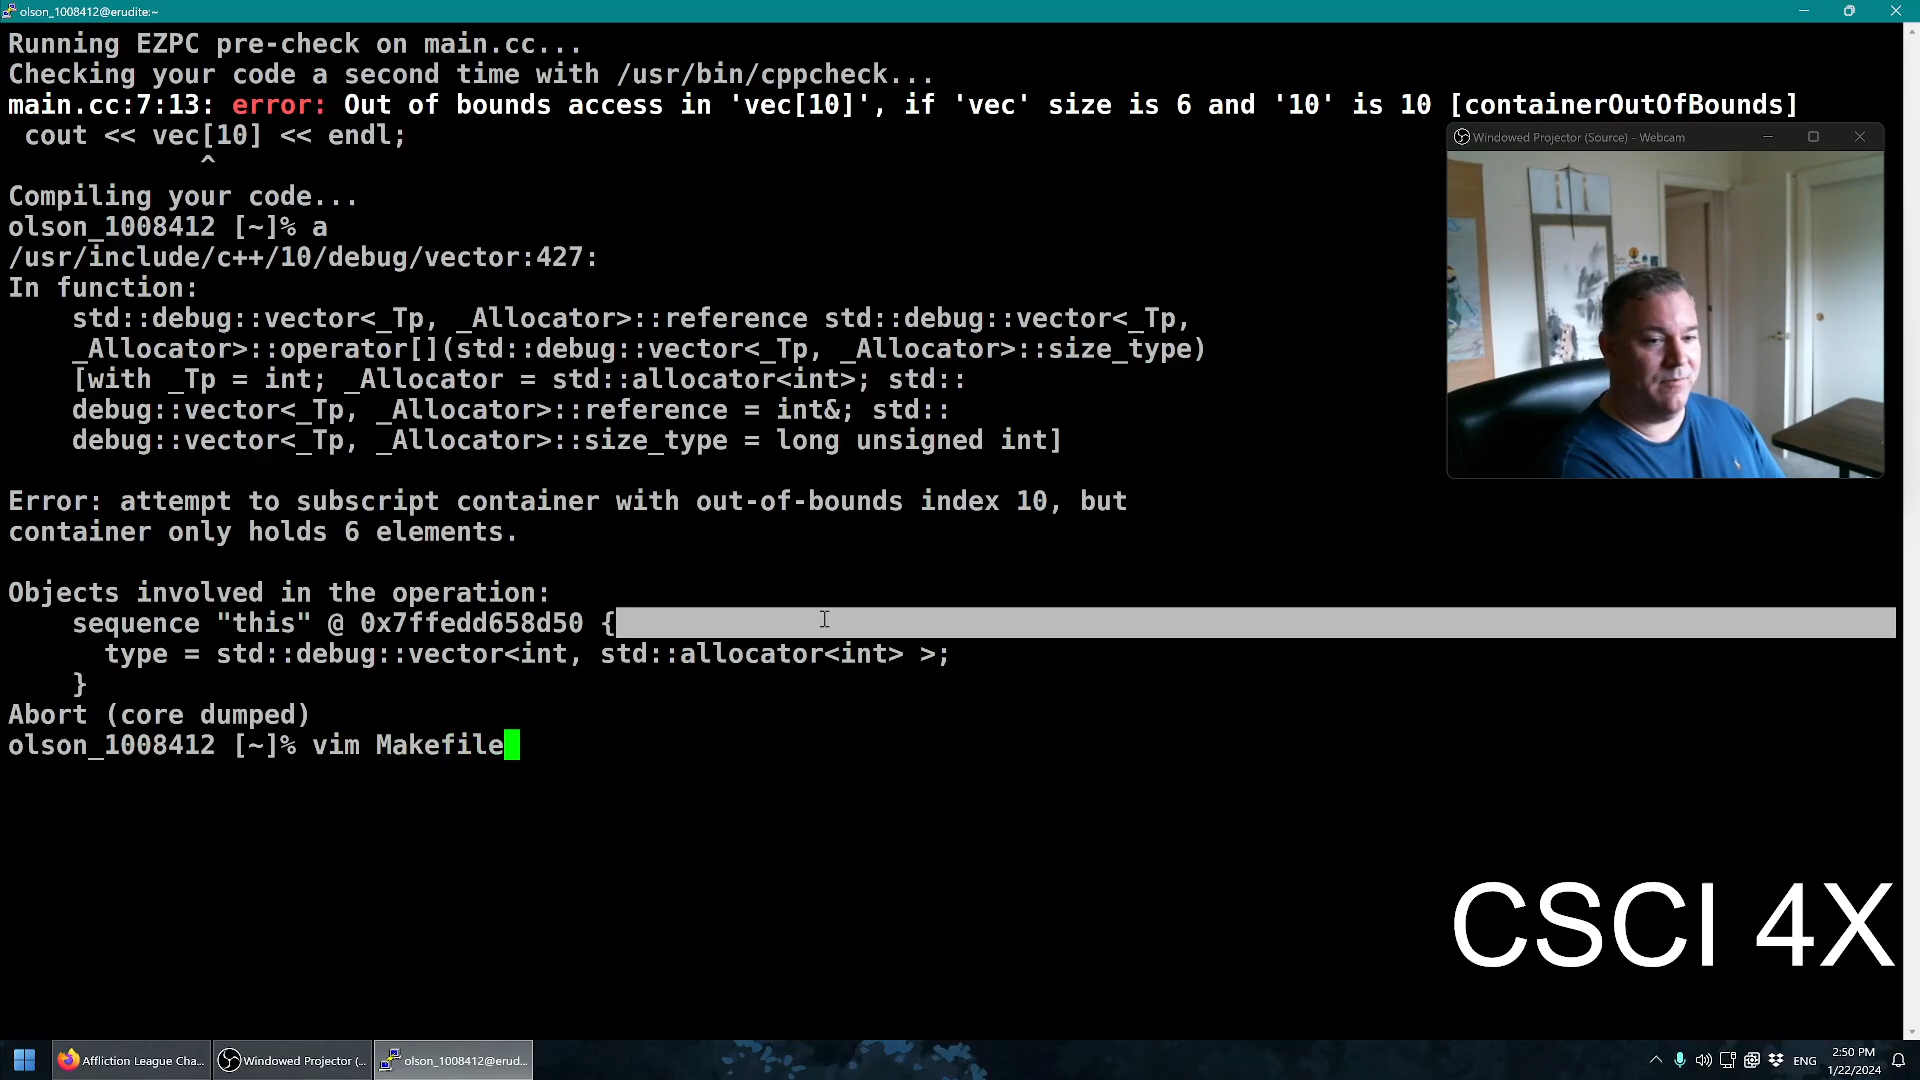 olson_1008412@erudite:~
Running EZPC pre-check on main.cc...
Checking your code a second time with /usr/bin/cppcheck...
main.cc:7:13: error: Out of bounds access in 'vec[10]', if 'vec' size is 6 and '10' is 10 [containerOutOfBounds]
cout << vec[10] << endl;
^
Compiling your code...
olson_1008412 [~]% a
/usr/include/c++/10/debug/vector:427:
In function:
std::debug::vector<_Tp, _Allocator>::reference std::debug::vector<_Tp,
_Allocator>::operator[](std::debug::vector<_Tp, _Allocator>::size_type)
[with _Tp = int; _Allocator = std::allocator<int>; std::
debug::vector<_Tp, _Allocator>::reference = int&; std::
debug::vector<_Tp, _Allocator>::size_type = long unsigned int]
Error: attempt to subscript container with out-of-bounds index 10, but
container only holds 6 elements.
Objects involved in the operation:
sequence "this" @ 0x7ffedd658d50 {
type = std::debug::vector<int, std::allocator<int> >;
}
Abort (core dumped)
olson_1008412 [~]% vim Makefile
Windowed Projector (Source) - Webcam
CSCI 4X
Affliction League Cha...
Windowed Projector (...
olson_1008412@erud...
ENG
2:50 PM
1/22/2024